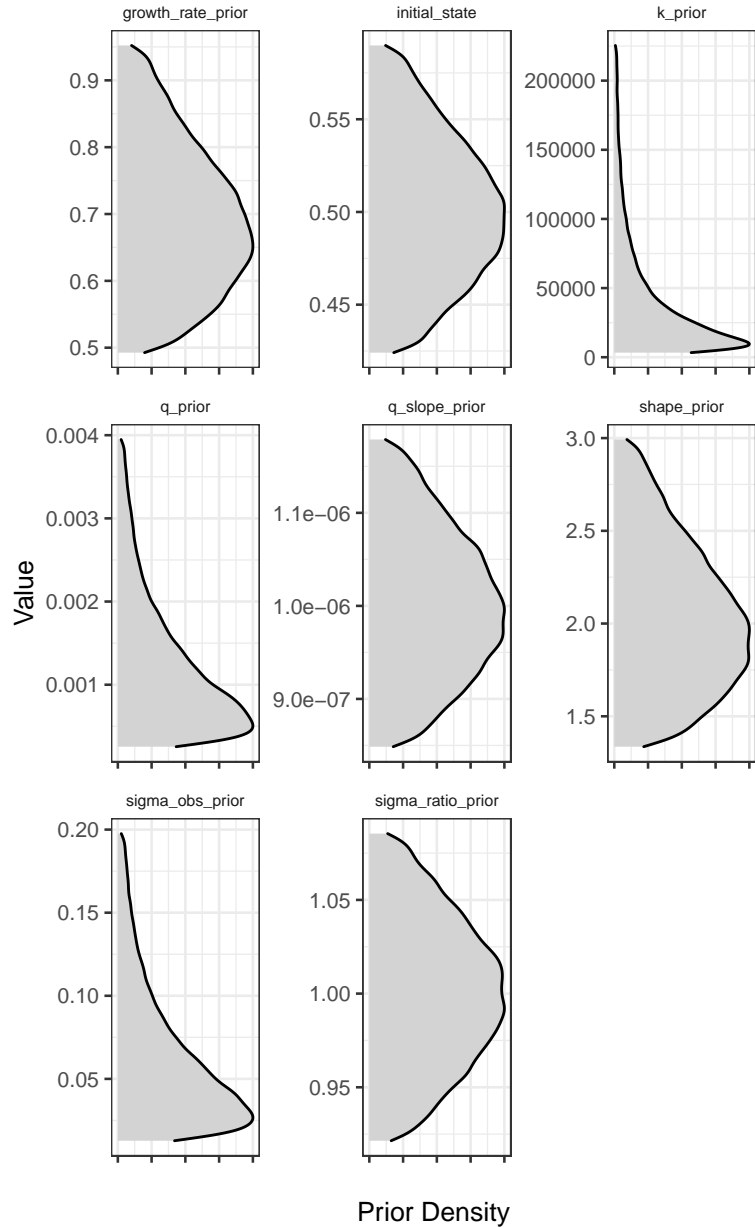 growth_rate_prior
initial_state
k_prior
0.9
0.8
0.7
0.6
0.5
0.55
0.50
0.45
200000
150000
100000
50000
0
q_prior
q_slope_prior
shape_prior
0.004
0.003
0.002
0.001
1.1e−06
1.0e−06
9.0e−07
3.0
2.5
2.0
1.5
Value
sigma_obs_prior
sigma_ratio_prior
0.20
0.15
0.10
0.05
1.05
1.00
0.95
Prior Density